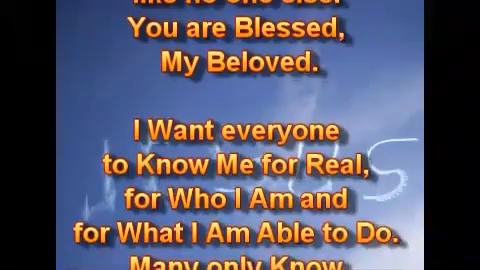 like no one else.
You are Blessed,
My Beloved.
I Want everyone
to Know Me for Real,
for Who I Am and
for What I Am Able to Do.
Many only Know